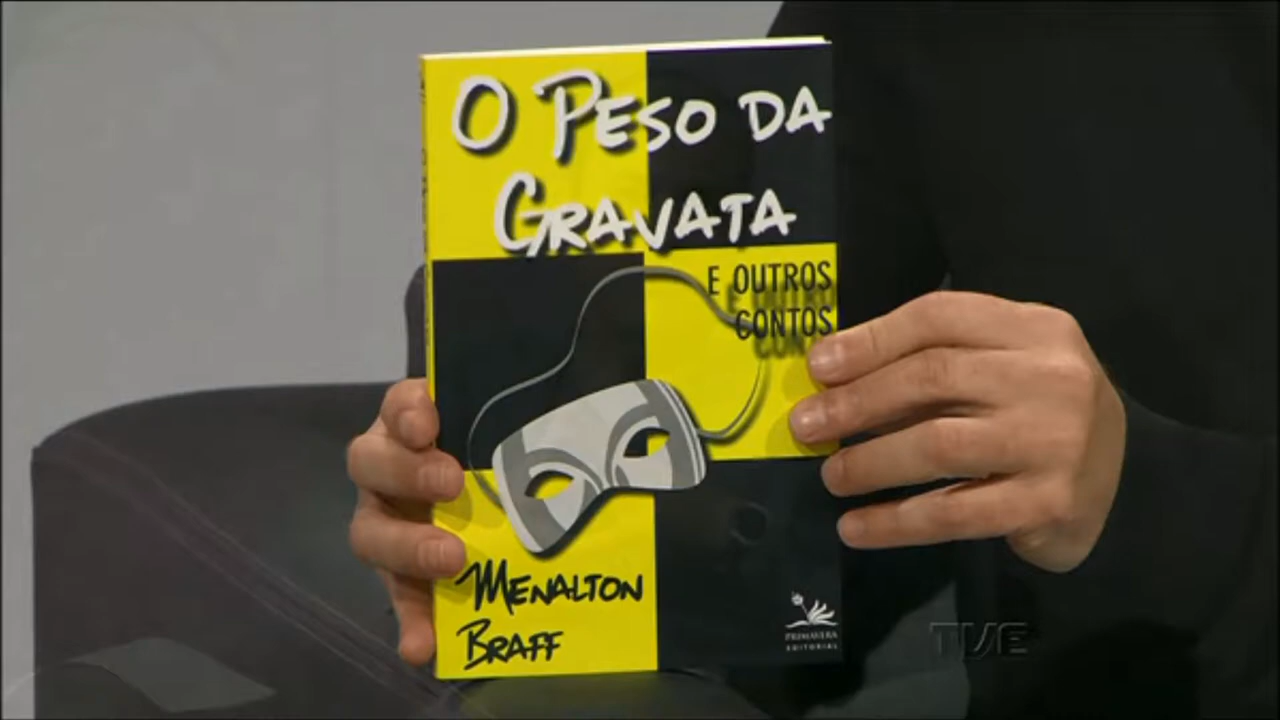 O PESO DA
GRAVATA
E OUTROS
CONTOS
MENALTON
BRAFF
PRIMAVERA
EDITORIAL
TVE